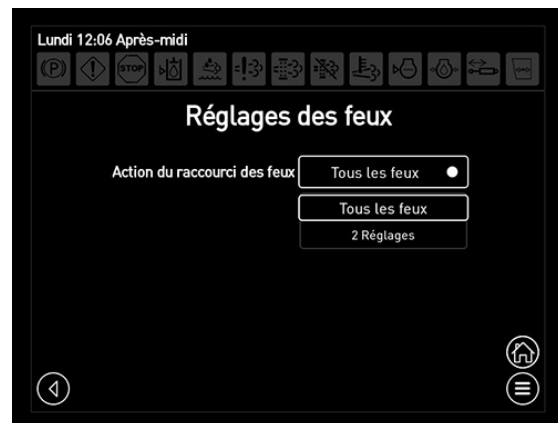 Lundi 12:06 Après-midi
(P)
STOP
Réglages des feux
Action du raccourci des feux Tous les feux
Tous les feux
2 Réglages